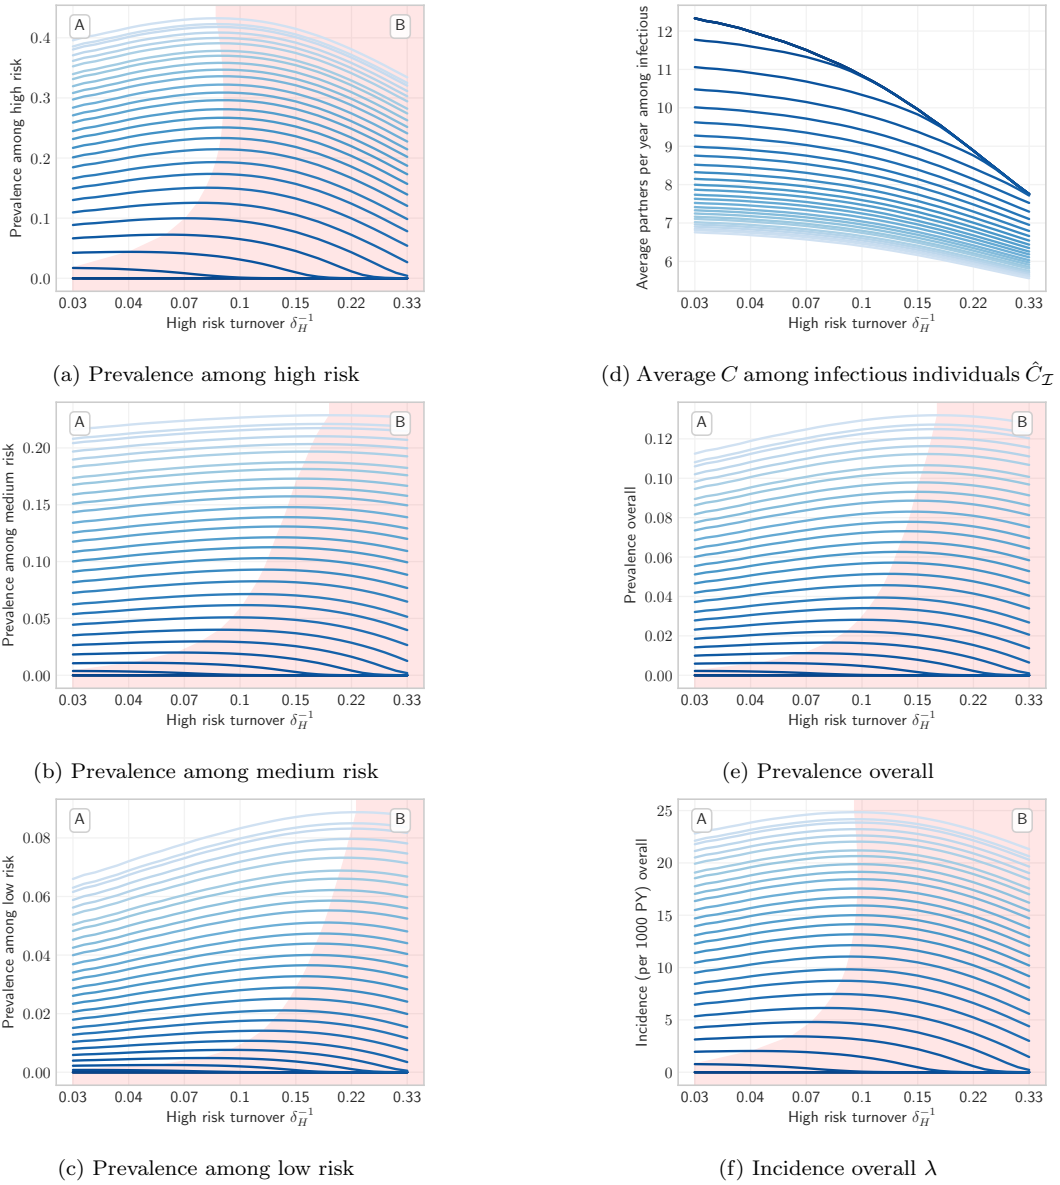 A
B
Prevalence among high risk
0.4
0.3
0.2
0.1
0.0
0.03 0.04 0.07 0.1 0.15 0.22 0.33
High risk turnover δ_H^{-1}
(a) Prevalence among high risk
Average partners per year among infectious
12
11
10
9
8
7
6
0.03 0.04 0.07 0.1 0.15 0.22 0.33
High risk turnover δ_H^{-1}
(d) Average C among infectious individuals Ĉ_ℐ
A
B
Prevalence among medium risk
0.20
0.15
0.10
0.05
0.00
0.03 0.04 0.07 0.1 0.15 0.22 0.33
High risk turnover δ_H^{-1}
(b) Prevalence among medium risk
A
B
Prevalence overall
0.12
0.10
0.08
0.06
0.04
0.02
0.00
0.03 0.04 0.07 0.1 0.15 0.22 0.33
High risk turnover δ_H^{-1}
(e) Prevalence overall
A
B
Prevalence among low risk
0.08
0.06
0.04
0.02
0.00
0.03 0.04 0.07 0.1 0.15 0.22 0.33
High risk turnover δ_H^{-1}
(c) Prevalence among low risk
A
B
Incidence (per 1000 PY) overall
25
20
15
10
5
0
0.03 0.04 0.07 0.1 0.15 0.22 0.33
High risk turnover δ_H^{-1}
(f) Incidence overall λ